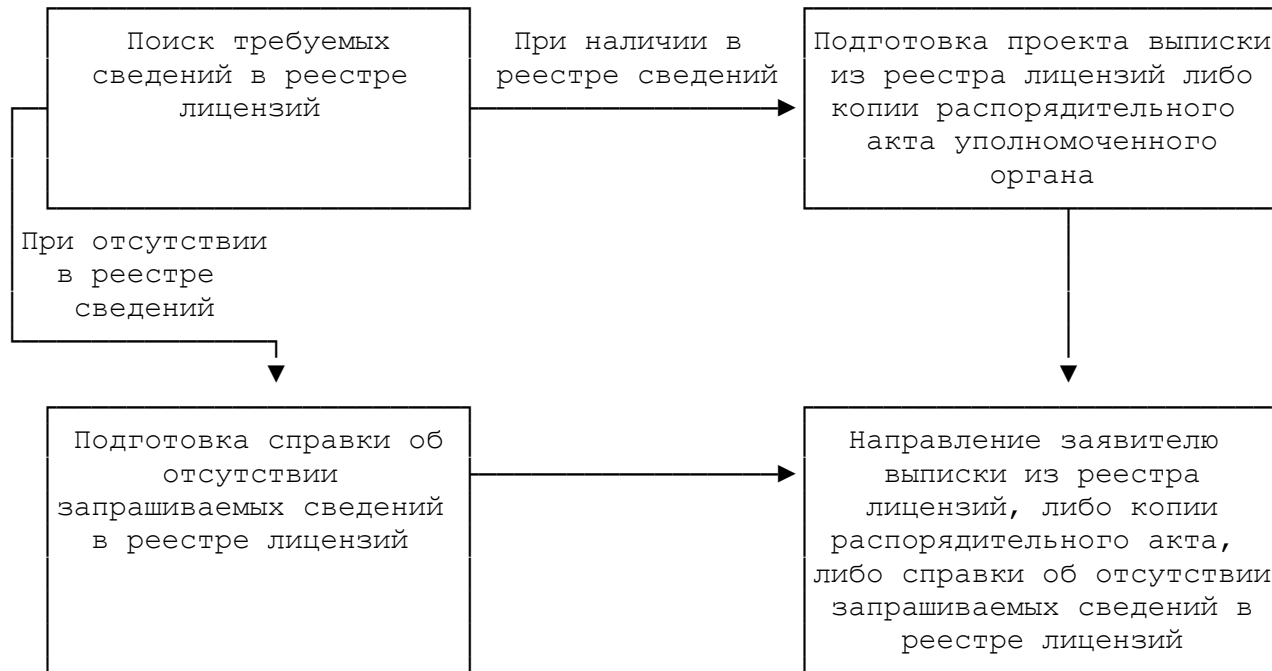 Поиск требуемых
сведений в реестре
лицензий
При наличии в
реестре сведений
Подготовка проекта выписки
из реестра лицензий либо
копии распорядительного
акта уполномоченного
органа
При отсутствии
в реестре
сведений
Подготовка справки об
отсутствии
запрашиваемых сведений
в реестре лицензий
Направление заявителю
выписки из реестра
лицензий, либо копии
распорядительного акта,
либо справки об отсутствии
запрашиваемых сведений в
реестре лицензий